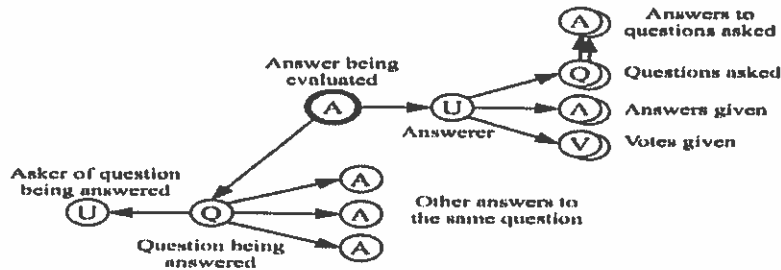 Answers to
questions asked
A
Answer being
evaluated
Q
Questions asked
A
U
A
Answers given
Answerer
V
Votes given
Asker of question
being answered
A
U
Q
A
Other answers to
the same question
Question being
answered
A